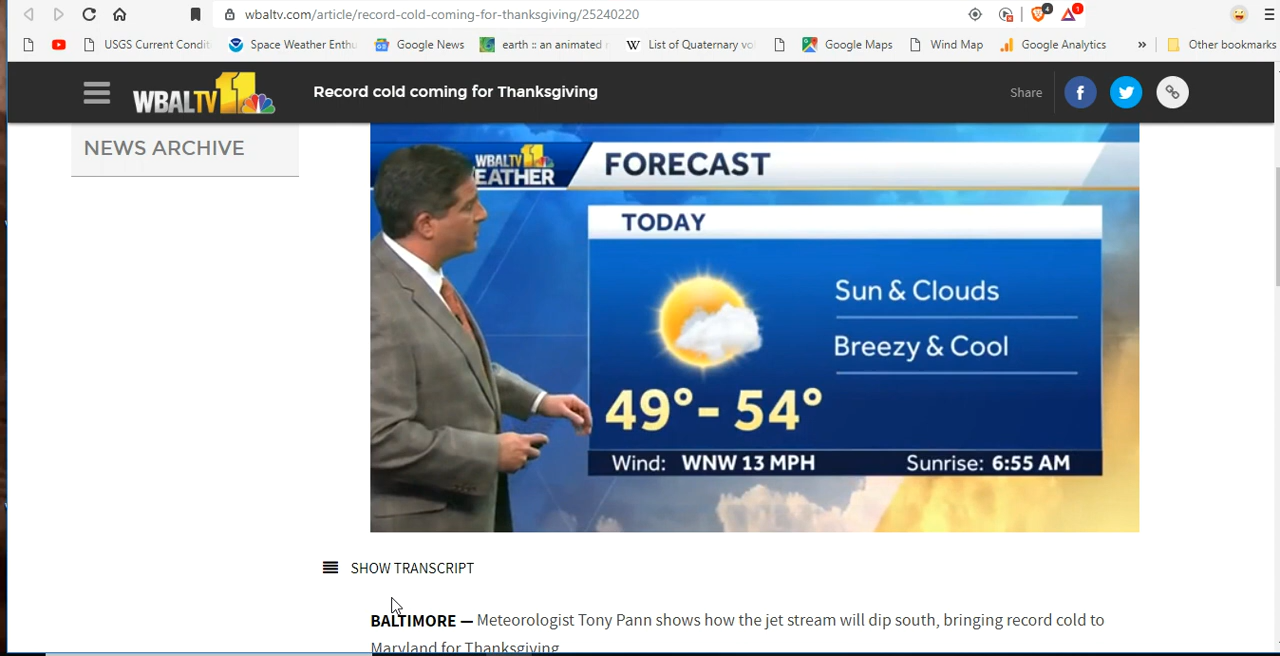 wbaltv.com/article/record-cold-coming-for-thanksgiving/25240220
4
1
USGS Current Condit
Space Weather Enthu
Google News
earth :: an animated
List of Quaternary vo
Google Maps
Wind Map
Google Analytics
»
Other bookmarks
WBALTV 11
Record cold coming for Thanksgiving
Share
NEWS ARCHIVE
WBALTV 11
EATHER
FORECAST
TODAY
Sun & Clouds
Breezy & Cool
49°- 54°
Wind: WNW 13 MPH
Sunrise: 6:55 AM
SHOW TRANSCRIPT
BALTIMORE — Meteorologist Tony Pann shows how the jet stream will dip south, bringing record cold to
Maryland for Thanksgiving